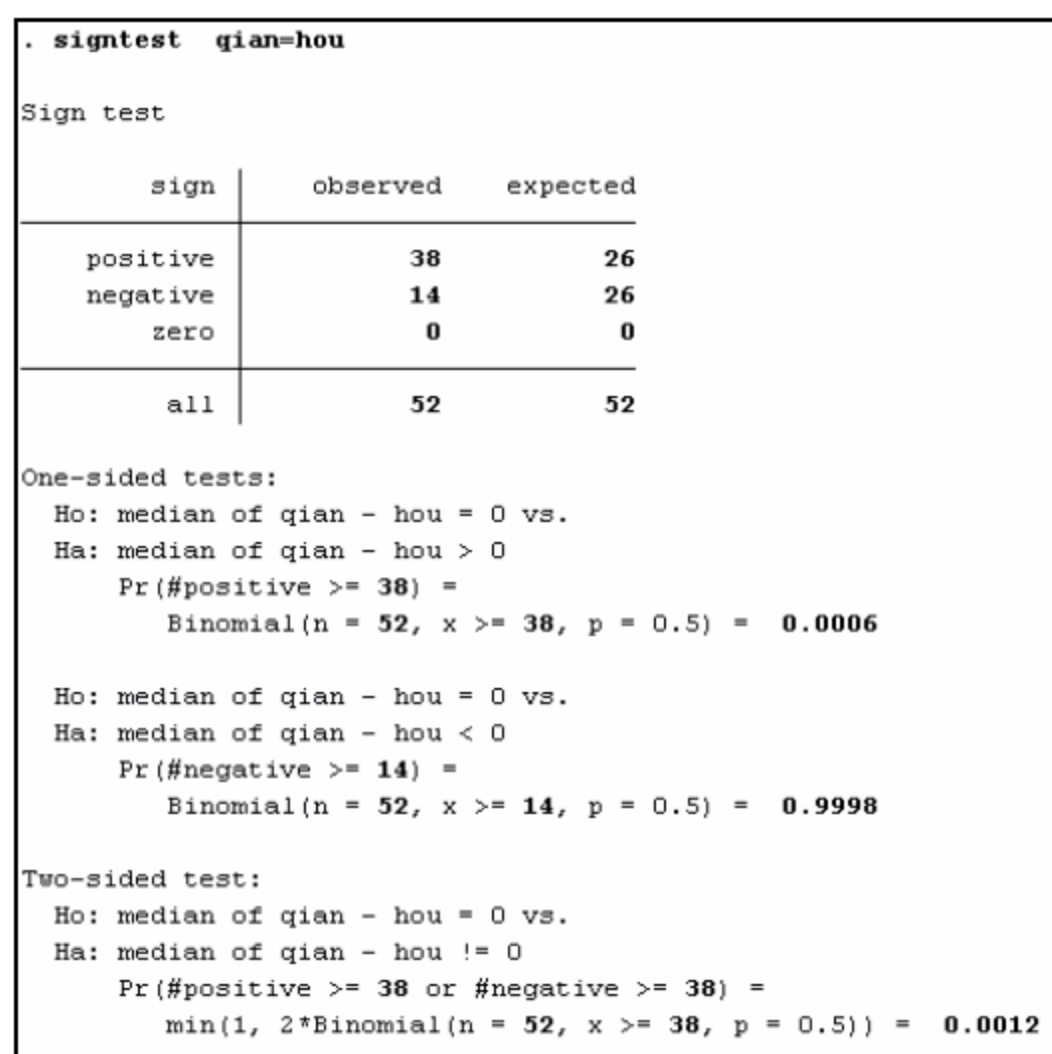 . signtest  qian=hou
Sign test
sign | observed expected
positive | 38 26
negative | 14 26
zero | 0 0
all | 52 52
One-sided tests:
Ho: median of qian - hou = 0 vs.
Ha: median of qian - hou > 0
Pr(#positive >= 38) =
Binomial(n = 52, x >= 38, p = 0.5) = 0.0006
Ho: median of qian - hou = 0 vs.
Ha: median of qian - hou < 0
Pr(#negative >= 14) =
Binomial(n = 52, x >= 14, p = 0.5) = 0.9998
Two-sided test:
Ho: median of qian - hou = 0 vs.
Ha: median of qian - hou != 0
Pr(#positive >= 38 or #negative >= 38) =
min(1, 2*Binomial(n = 52, x >= 38, p = 0.5)) = 0.0012